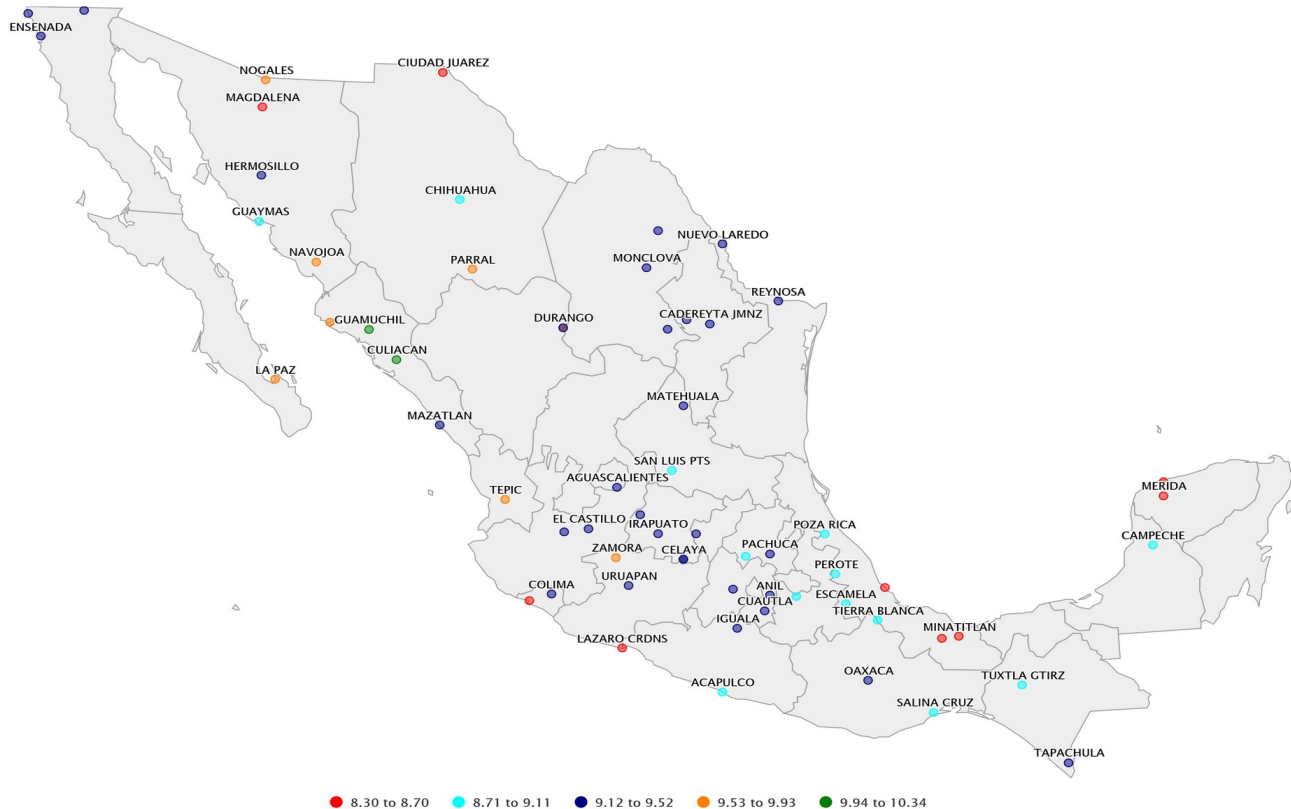 ENSENADA
CIUDAD JUAREZ
NOGALES
MAGDALENA
HERMOSILLO
CHIHUAHUA
GUAYMAS
NUEVO LAREDO
NAVOJOA
PARRAL
MONCLOVA
REYNOSA
GUAMUCHIL
DURANGO
CADEREYTA JMNZ
CULIACAN
LA PAZ
MATEHUALA
MAZATLAN
SAN LUIS PTS
AGUASCALIENTES
MERIDA
TEPIC
EL CASTILLO
IRAPUATO
POZA RICA
CAMPECHE
ZAMORA
CELAYA
PACHUCA
PEROTE
COLIMA
URUAPAN
ANIL
ESCAMELA
CUAUTLA
TIERRA BLANCA
IGUALA
MINATITLAN
LAZARO CRDNS
OAXACA
TUXTLA GTIRZ
ACAPULCO
SALINA CRUZ
TAPACHULA
8.30 to 8.70 8.71 to 9.11 9.12 to 9.52 9.53 to 9.93 9.94 to 10.34